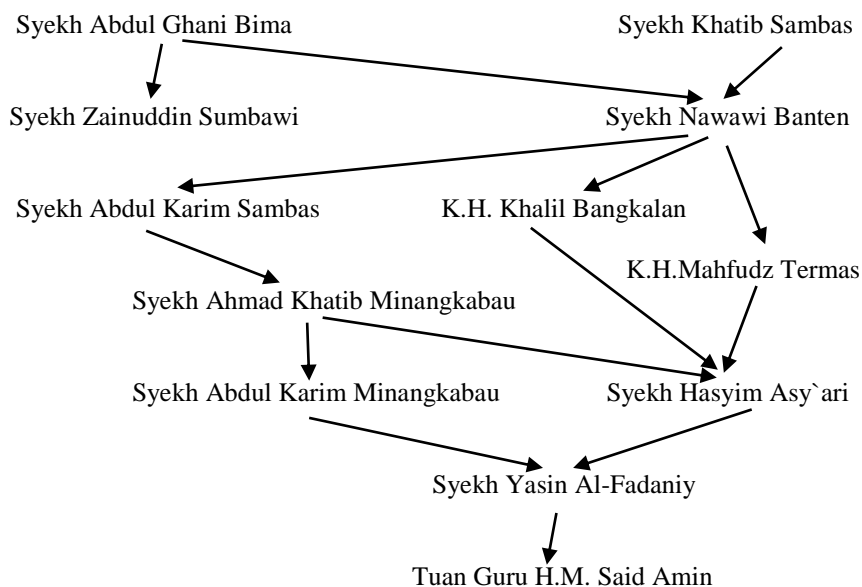 Syekh Abdul Ghani Bima
Syekh Khatib Sambas
Syekh Zainuddin Sumbawi
Syekh Nawawi Banten
Syekh Abdul Karim Sambas
K.H. Khalil Bangkalan
K.H.Mahfudz Termas
Syekh Ahmad Khatib Minangkabau
Syekh Abdul Karim Minangkabau
Syekh Hasyim Asy`ari
Syekh Yasin Al-Fadaniy
Tuan Guru H.M. Said Amin